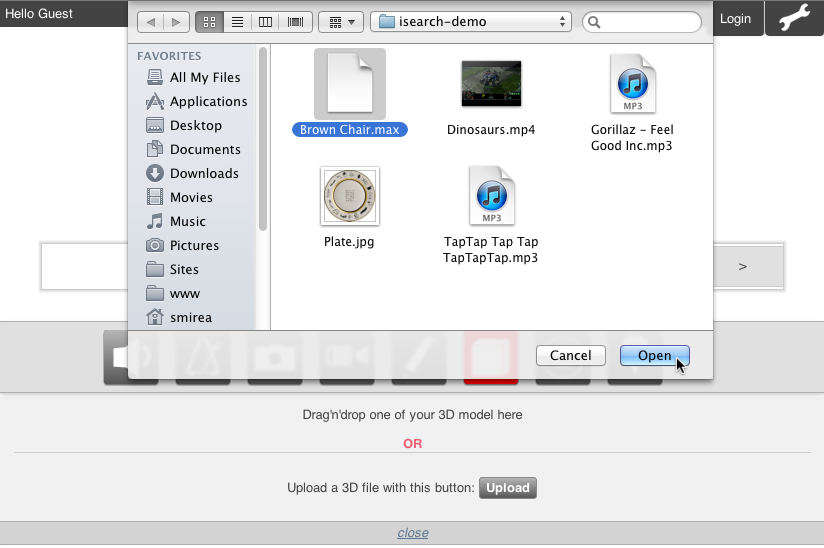 Hello Guest
isearch-demo
Login
FAVORITES
All My Files
Applications
Desktop
Documents
Downloads
Movies
Music
Pictures
Sites
www
smirea
Brown Chair.max
Dinosaurs.mp4
MP3
Gorillaz – Feel
Good Inc.mp3
Plate.jpg
MP3
TapTap Tap Tap
TapTapTap.mp3
>
Cancel
Open
Drag'n'drop one of your 3D model here
OR
Upload a 3D file with this button: Upload
close